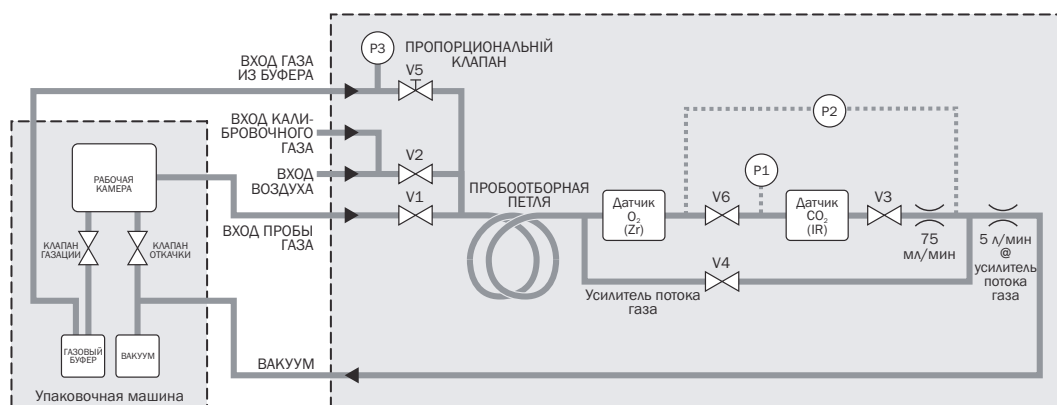 P3
ПРОПОРЦИОНАЛЬНІЙ
КЛАПАН
ВХОД ГАЗА
ИЗ БУФЕРА
V5
P2
ВХОД КАЛИ-
БРОВОЧНОГО
ГАЗА
V2
ВХОД
ВОЗДУХА
P1
РАБОЧАЯ
КАМЕРА
V1
ПРОБООТБОРНАЯ
ПЕТЛЯ
Датчик
O₂
(Zr)
V6
Датчик
CO₂
(IR)
V3
ВХОД ПРОБЫ
ГАЗА
75
мл/мин
5 л/мин
@
усилитель
потока
газа
КЛАПАН
ГАЗАЦИИ
КЛАПАН
ОТКАЧКИ
V4
Усилитель потока
газа
ГАЗОВЫЙ
БУФЕР
ВАКУУМ
ВАКУУМ
Упаковочная машина